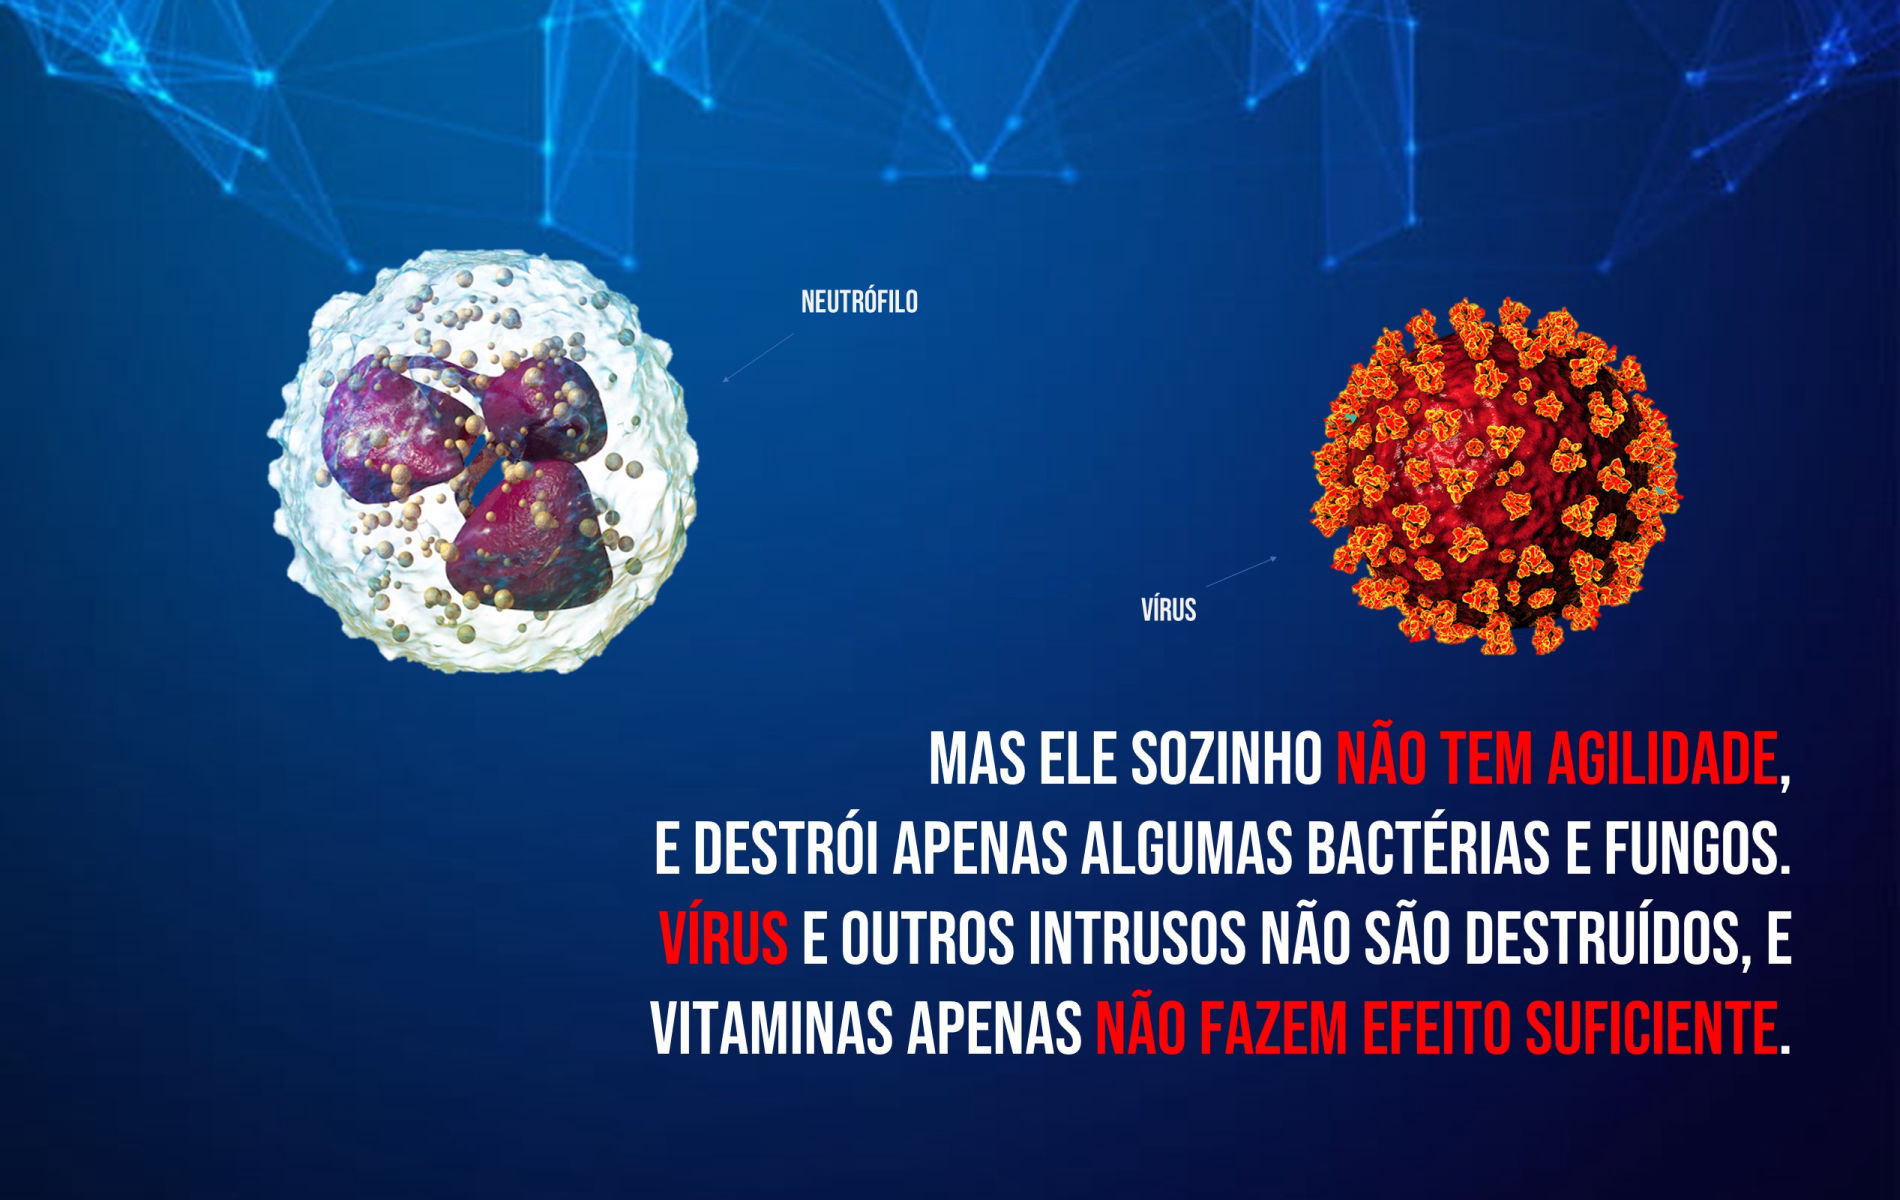 NEUTRÓFILO
VÍRUS
MAS ELE SOZINHO NÃO TEM AGILIDADE,
E DESTRÓI APENAS ALGUMAS BACTÉRIAS E FUNGOS.
VÍRUS E OUTROS INTRUSOS NÃO SÃO DESTRUÍDOS, E
VITAMINAS APENAS NÃO FAZEM EFEITO SUFICIENTE.